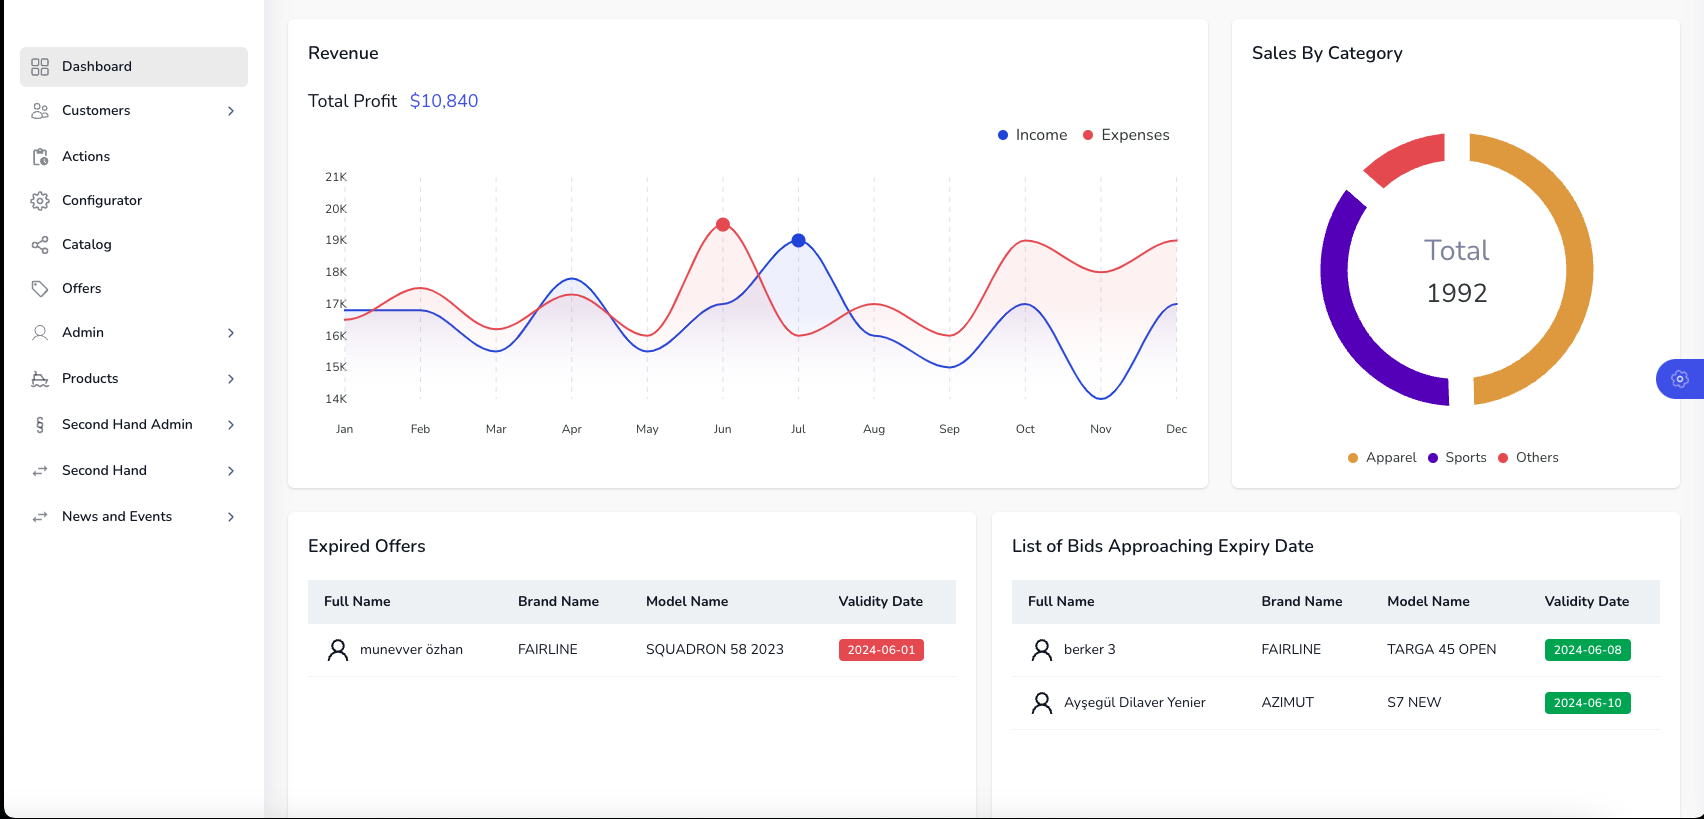 Dashboard
Customers
Actions
Configurator
Catalog
Offers
Admin
Products
Second Hand Admin
Second Hand
News and Events
Revenue
Total Profit $10,840
Income Expenses
21K
20K
19K
18K
17K
16K
15K
14K
Jan Feb Mar Apr May Jun Jul Aug Sep Oct Nov Dec
Sales By Category
Total
1992
Apparel Sports Others
Expired Offers
Full Name Brand Name Model Name Validity Date
munevver özhan FAIRLINE SQUADRON 58 2023 2024-06-01
List of Bids Approaching Expiry Date
Full Name Brand Name Model Name Validity Date
berker 3 FAIRLINE TARGA 45 OPEN 2024-06-08
Ayşegül Dilaver Yenier AZIMUT S7 NEW 2024-06-10